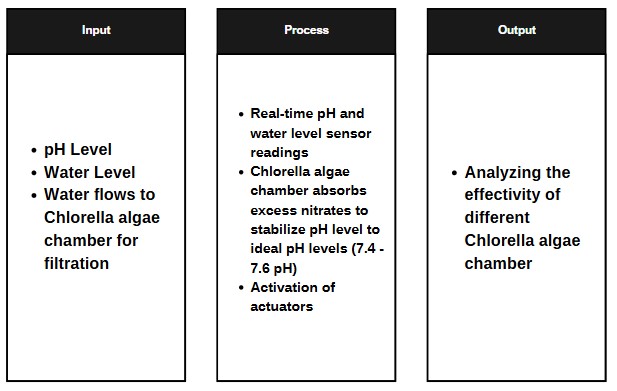 Input
• pH Level
• Water Level
• Water flows to
Chlorella algae
chamber for
filtration
Process
• Real-time pH and
water level sensor
readings
• Chlorella algae
chamber absorbs
excess nitrates to
stabilize pH level to
ideal pH levels (7.4 -
7.6 pH)
• Activation of
actuators
Output
• Analyzing the
effectivity of
different
Chlorella algae
chamber